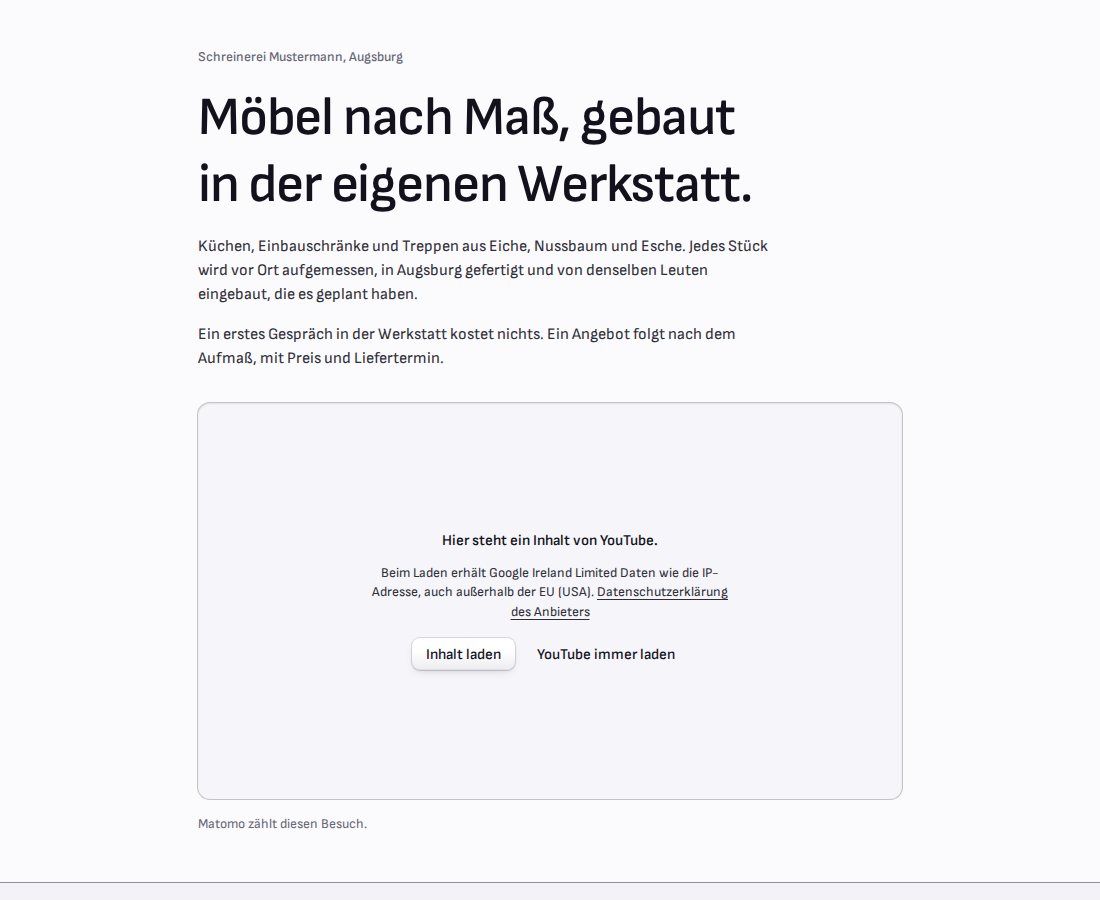 Schreinerei Mustermann, Augsburg
Möbel nach Maß, gebaut
in der eigenen Werkstatt.
Küchen, Einbauschränke und Treppen aus Eiche, Nussbaum und Esche. Jedes Stück
wird vor Ort aufgemessen, in Augsburg gefertigt und von denselben Leuten
eingebaut, die es geplant haben.
Ein erstes Gespräch in der Werkstatt kostet nichts. Ein Angebot folgt nach dem
Aufmaß, mit Preis und Liefertermin.
Hier steht ein Inhalt von YouTube.
Beim Laden erhält Google Ireland Limited Daten wie die IP-
Adresse, auch außerhalb der EU (USA). Datenschutzerklärung
des Anbieters
Inhalt laden YouTube immer laden
Matomo zählt diesen Besuch.